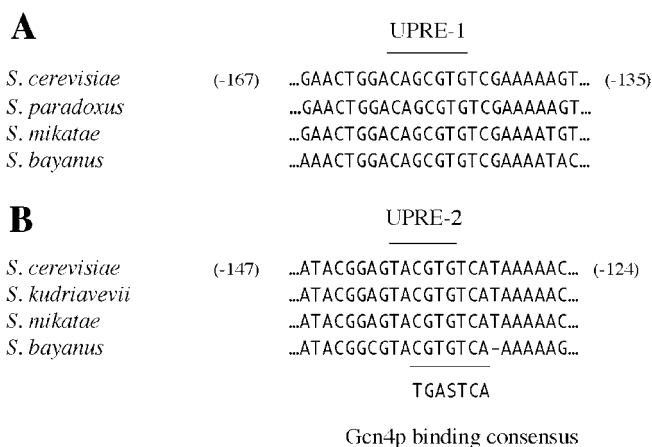 A
UPRE-1
S. cerevisiae (-167) ...GAACTGGACAGCGTGTCGAAAAAGT... (-135)
S. paradoxus ...GAACTGGACAGCGTGTCGAAAAAGT...
S. mikatae ...GAACTGGACAGCGTGTCGAAAATGT...
S. bayanus ...AAACTGGACAGCGTGTCGAAAATAC...
B
UPRE-2
S. cerevisiae (-147) ...ATACGGAGTACGTGTCATAAAAAC... (-124)
S. kudriavevii ...ATACGGAGTACGTGTCATAAAAAC...
S. mikatae ...ATACGGAGTACGTGTCATAAAAAC...
S. bayanus ...ATACGGCGTACGTGTCA-AAAAAG...
TGASTCA
Gcn4p binding consensus